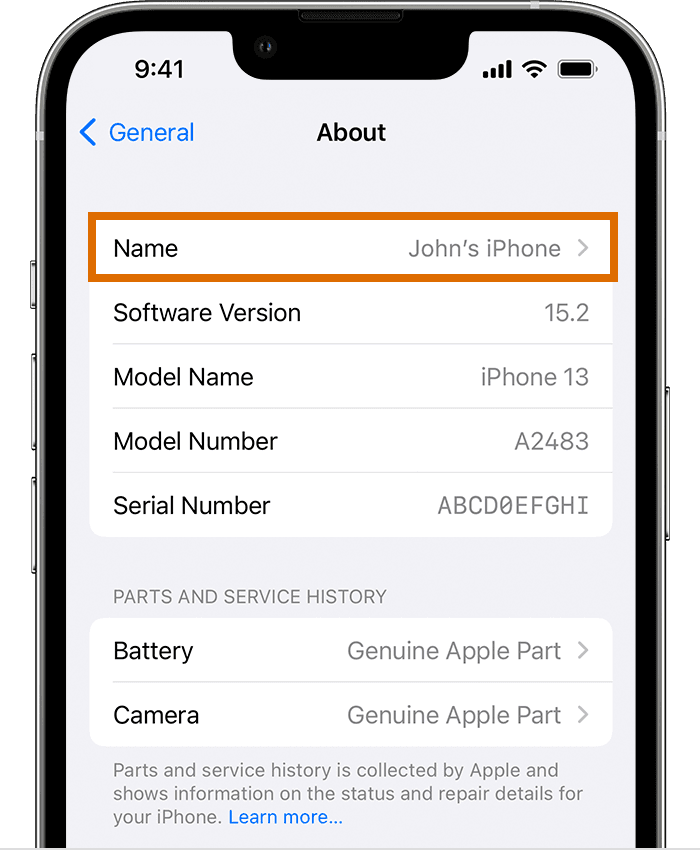 9:41
General
About
Name John’s iPhone
Software Version 15.2
Model Name iPhone 13
Model Number A2483
Serial Number ABCD0EFGHI
PARTS AND SERVICE HISTORY
Battery Genuine Apple Part
Camera Genuine Apple Part
Parts and service history is collected by Apple and
shows information on the status and repair details for
your iPhone. Learn more...